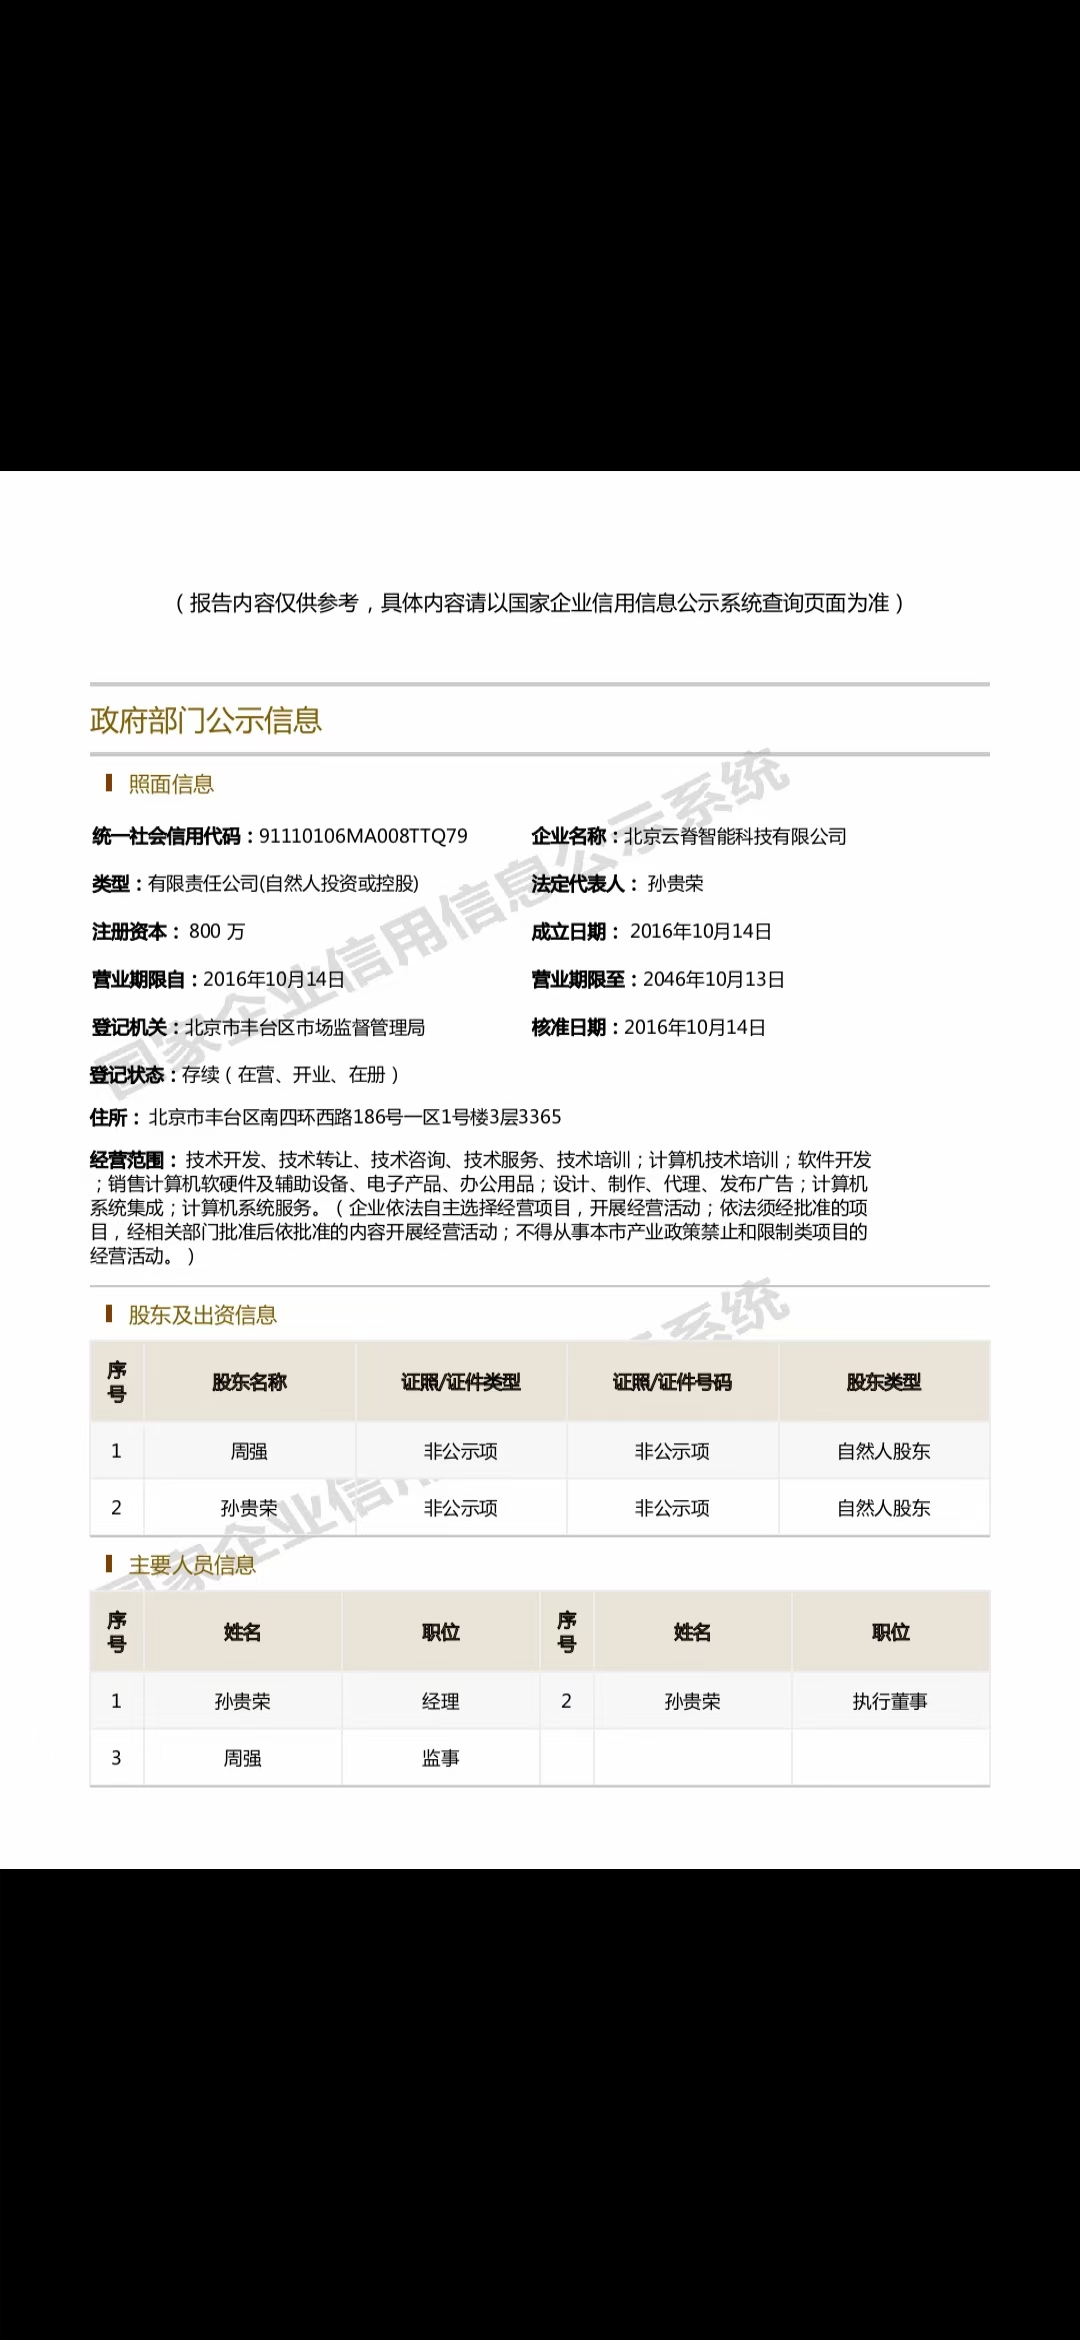 （报告内容仅供参考，具体内容请以国家企业信用信息公示系统查询页面为准）
政府部门公示信息
照面信息
国家企业信用信息公示系统
统一社会信用代码：91110106MA008TTQ79 企业名称：北京云脊智能科技有限公司
类型：有限责任公司(自然人投资或控股) 法定代表人： 孙贵荣
注册资本： 800 万 成立日期： 2016年10月14日
营业期限自：2016年10月14日 营业期限至：2046年10月13日
登记机关：北京市丰台区市场监督管理局 核准日期：2016年10月14日
登记状态：存续（在营、开业、在册）
住所： 北京市丰台区南四环西路186号一区1号楼3层3365
经营范围： 技术开发、技术转让、技术咨询、技术服务、技术培训；计算机技术培训；软件开发
；销售计算机软硬件及辅助设备、电子产品、办公用品；设计、制作、代理、发布广告；计算机
系统集成；计算机系统服务。（企业依法自主选择经营项目，开展经营活动；依法须经批准的项
目，经相关部门批准后依批准的内容开展经营活动；不得从事本市产业政策禁止和限制类项目的
经营活动。）
股东及出资信息
序号 股东名称 证照/证件类型 证照/证件号码 股东类型
1 周强 非公示项 非公示项 自然人股东
2 孙贵荣 非公示项 非公示项 自然人股东
主要人员信息
序号 姓名 职位 序号 姓名 职位
1 孙贵荣 经理 2 孙贵荣 执行董事
3 周强 监事